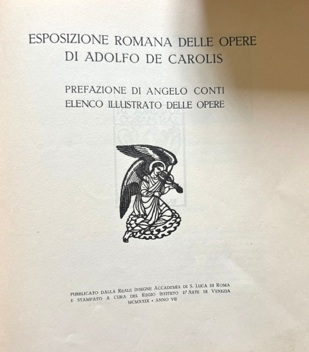 ESPOSIZIONE ROMANA DELLE OPERE
DI ADOLFO DE CAROLIS
PREFAZIONE DI ANGELO CONTI
ELENCO ILLUSTRATO DELLE OPERE
PUBBLICATO DALLA REALE INSIGNE ACCADEMIA DI S. LUCA DI ROMA
E STAMPATO A CURA DEL REGIO ISTITUTO D'ARTE DI VENEZIA
MCMXXIX - ANNO VII